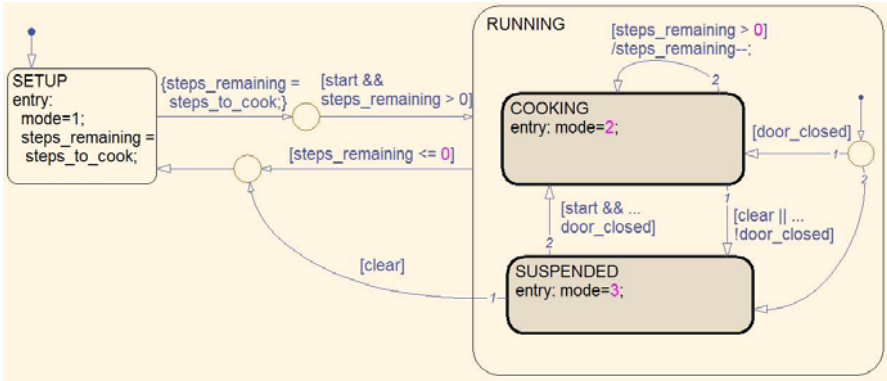 RUNNING
[steps_remaining > 0]
/steps_remaining--;
2
SETUP
entry:
mode=1;
steps_remaining =
steps_to_cook;
{steps_remaining =
steps_to_cook;}
[start &&
steps_remaining > 0]
COOKING
entry: mode=2;
[door_closed]
1
2
[steps_remaining <= 0]
[start && ...
door_closed]
2
1
[clear || ...
!door_closed]
[clear]
1
SUSPENDED
entry: mode=3;